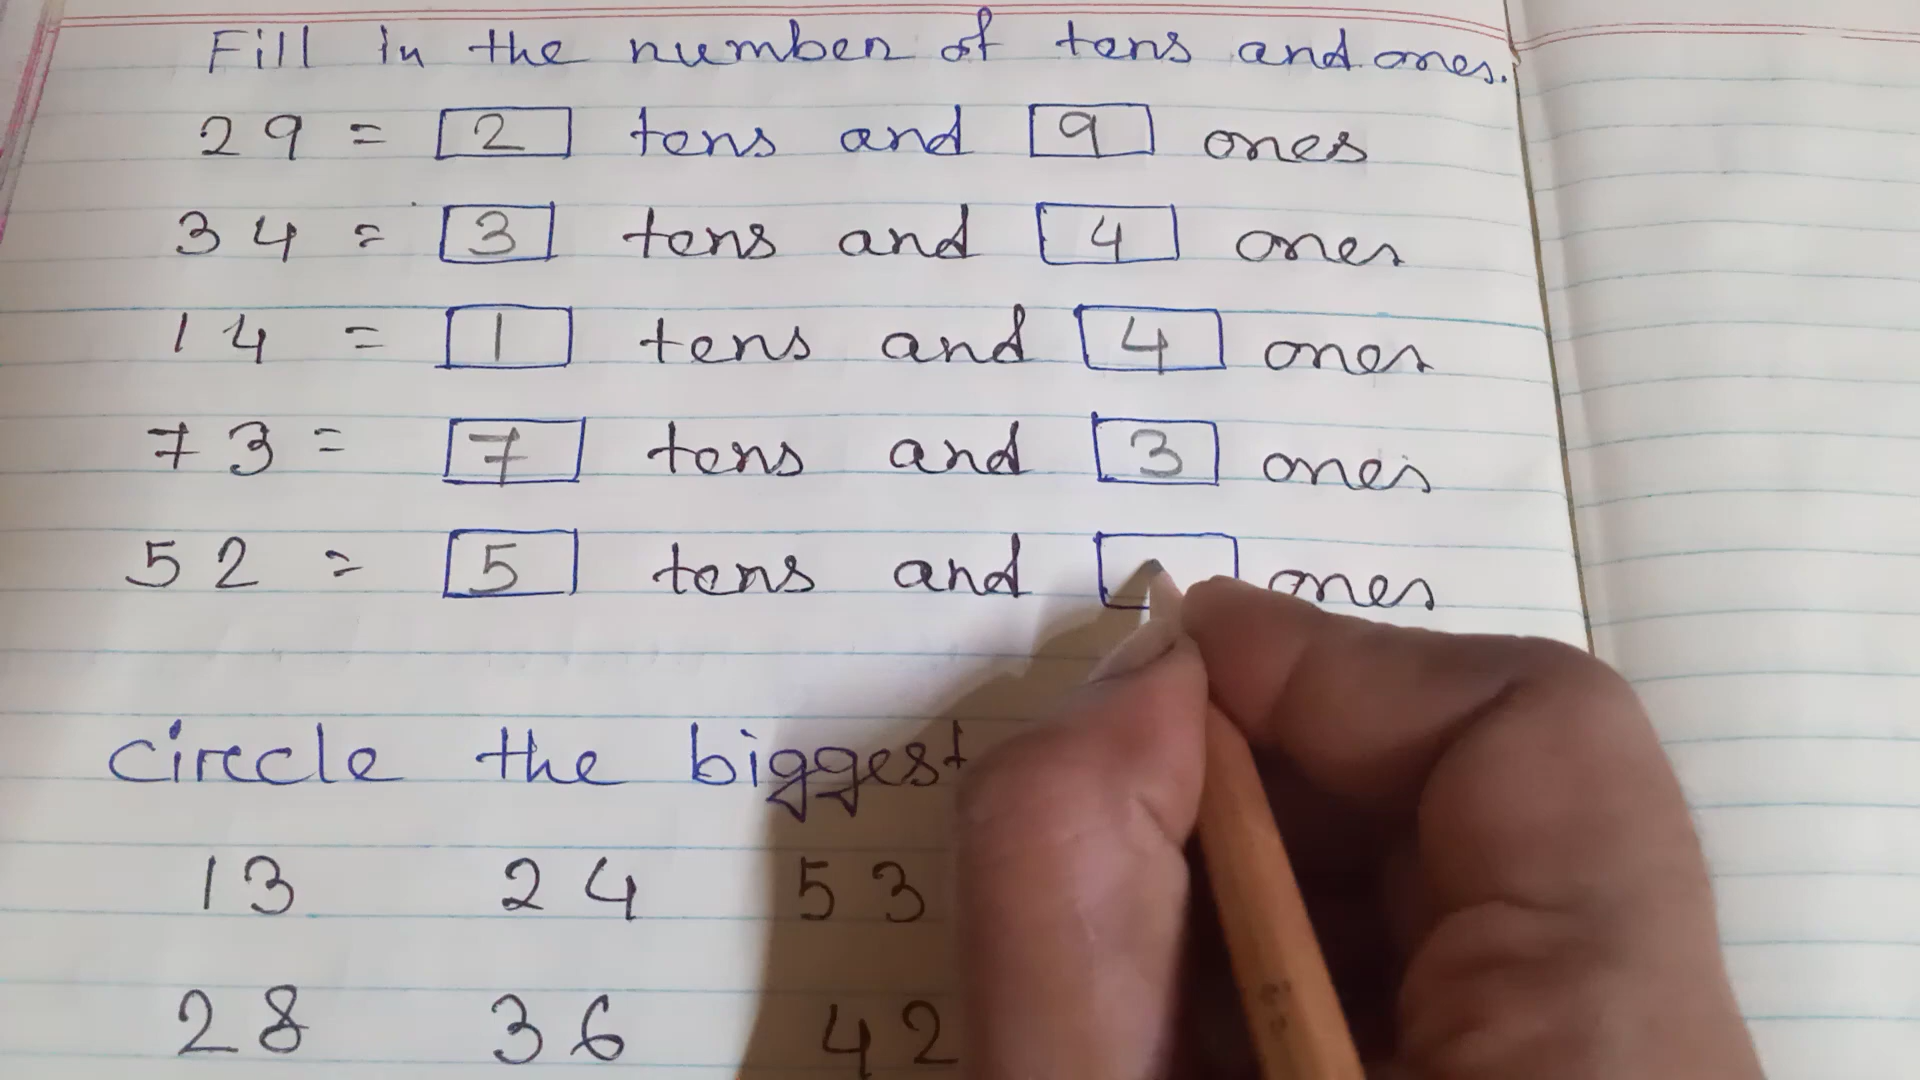 Fill in the number of tens and ones.
29 = 2 tens and 9 ones
34 = 3 tens and 4 ones
14 = 1 tens and 4 ones
73 = 7 tens and 3 ones
52 = 5 tens and ones
circcle the biggest
13 24 53
28 36 42